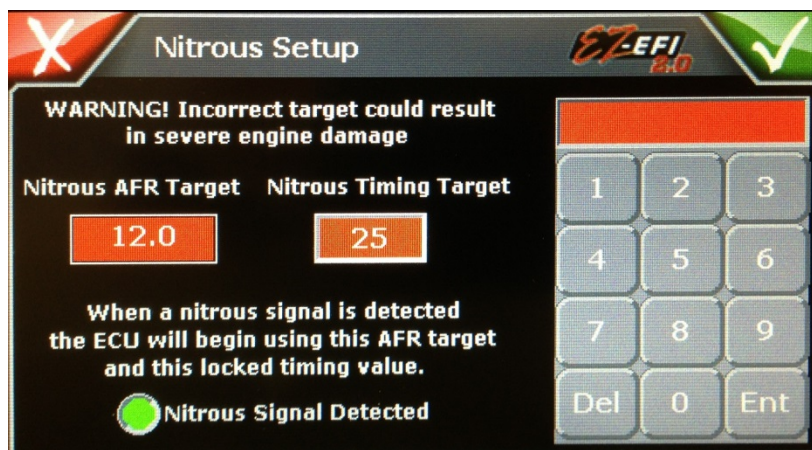 X
Nitrous Setup
EZ-EFI
2.0
WARNING! Incorrect target could result
in severe engine damage
Nitrous AFR Target
Nitrous Timing Target
12.0
25
When a nitrous signal is detected
the ECU will begin using this AFR target
and this locked timing value.
Nitrous Signal Detected
1 2 3
4 5 6
7 8 9
Del 0 Ent